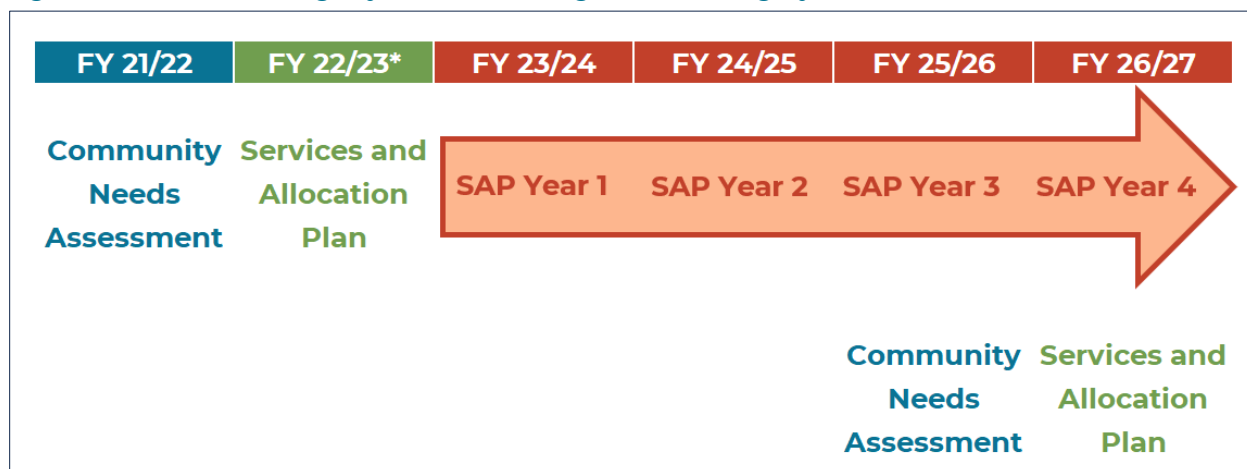 FY 21/22 FY 22/23* FY 23/24 FY 24/25 FY 25/26 FY 26/27
Community Services and
Needs Allocation
Assessment Plan
SAP Year 1 SAP Year 2 SAP Year 3 SAP Year 4
Community Services and
Needs Allocation
Assessment Plan